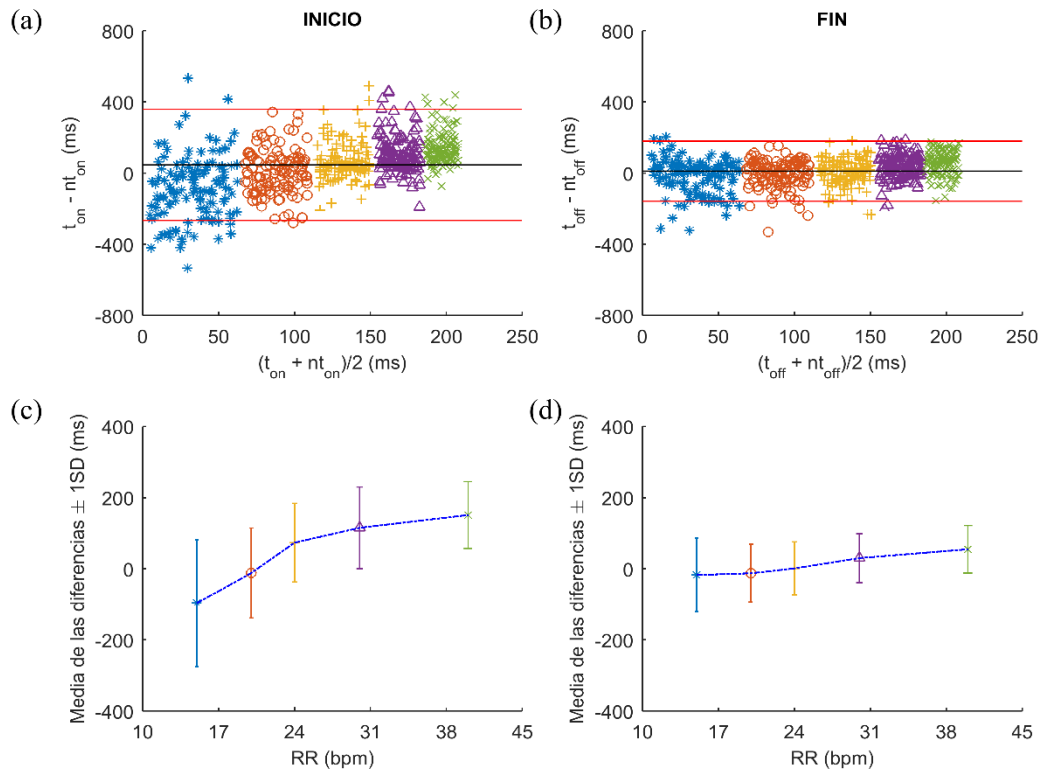 (a)
INICIO
800
400
0
-400
-800
t_on - nt_on (ms)
0 50 100 150 200 250
(t_on + nt_on)/2 (ms)
(b)
FIN
800
400
0
-400
-800
t_off - nt_off (ms)
0 50 100 150 200 250
(t_off + nt_off)/2 (ms)
(c)
400
200
0
-200
-400
Media de las diferencias ± 1SD (ms)
10 17 24 31 38 45
RR (bpm)
(d)
400
200
0
-200
-400
Media de las diferencias ± 1SD (ms)
10 17 24 31 38 45
RR (bpm)